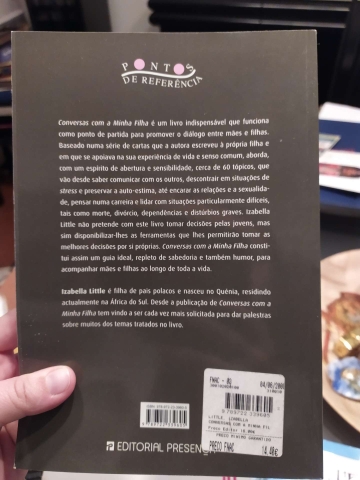 PONTOS
DE REFERÊNCIA
Conversas com a Minha Filha é um livro indispensável que funciona
como ponto de partida para promover o diálogo entre mães e filhas.
Baseado numa série de cartas que a autora escreveu à própria filha e
em que se apoiava na sua experiência de vida e senso comum, aborda,
com um espírito de abertura e sensibilidade, cerca de 60 tópicos, que
vão desde saber comunicar com os outros, descontrair em situações de
stress e preservar a auto-estima, até encarar as relações e a sexualida-
de, pensar numa carreira e lidar com situações particularmente difíceis,
tais como morte, divórcio, dependências e distúrbios graves. Izabella
Little não pretende com este livro tomar decisões pelas jovens, mas
sim disponibilizar-lhes as ferramentas que lhes permitirão tomar as
melhores decisões por si próprias. Conversas com a Minha Filha consti-
tui assim um guia ideal, repleto de sabedoria e também humor, para
acompanhar mães e filhas ao longo de toda a vida.
Izabella Little é filha de pais polacos e nasceu no Quénia, residindo
actualmente na África do Sul. Desde a publicação de Conversas com a
Minha Filha tem vindo a ser cada vez mais solicitada para dar palestras
sobre muitos dos temas tratados no livro.
EDITORIAL PRESENÇ
FNAC
LITTLE, IZABELLA
CONVERSAS COM A MINHA FIL
PREÇO FNAC